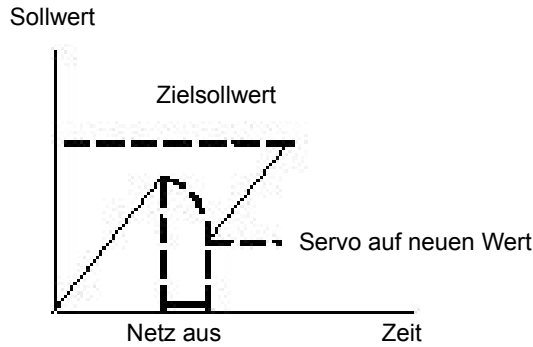 Sollwert
Zielsollwert
Servo auf neuen Wert
Netz aus
Zeit